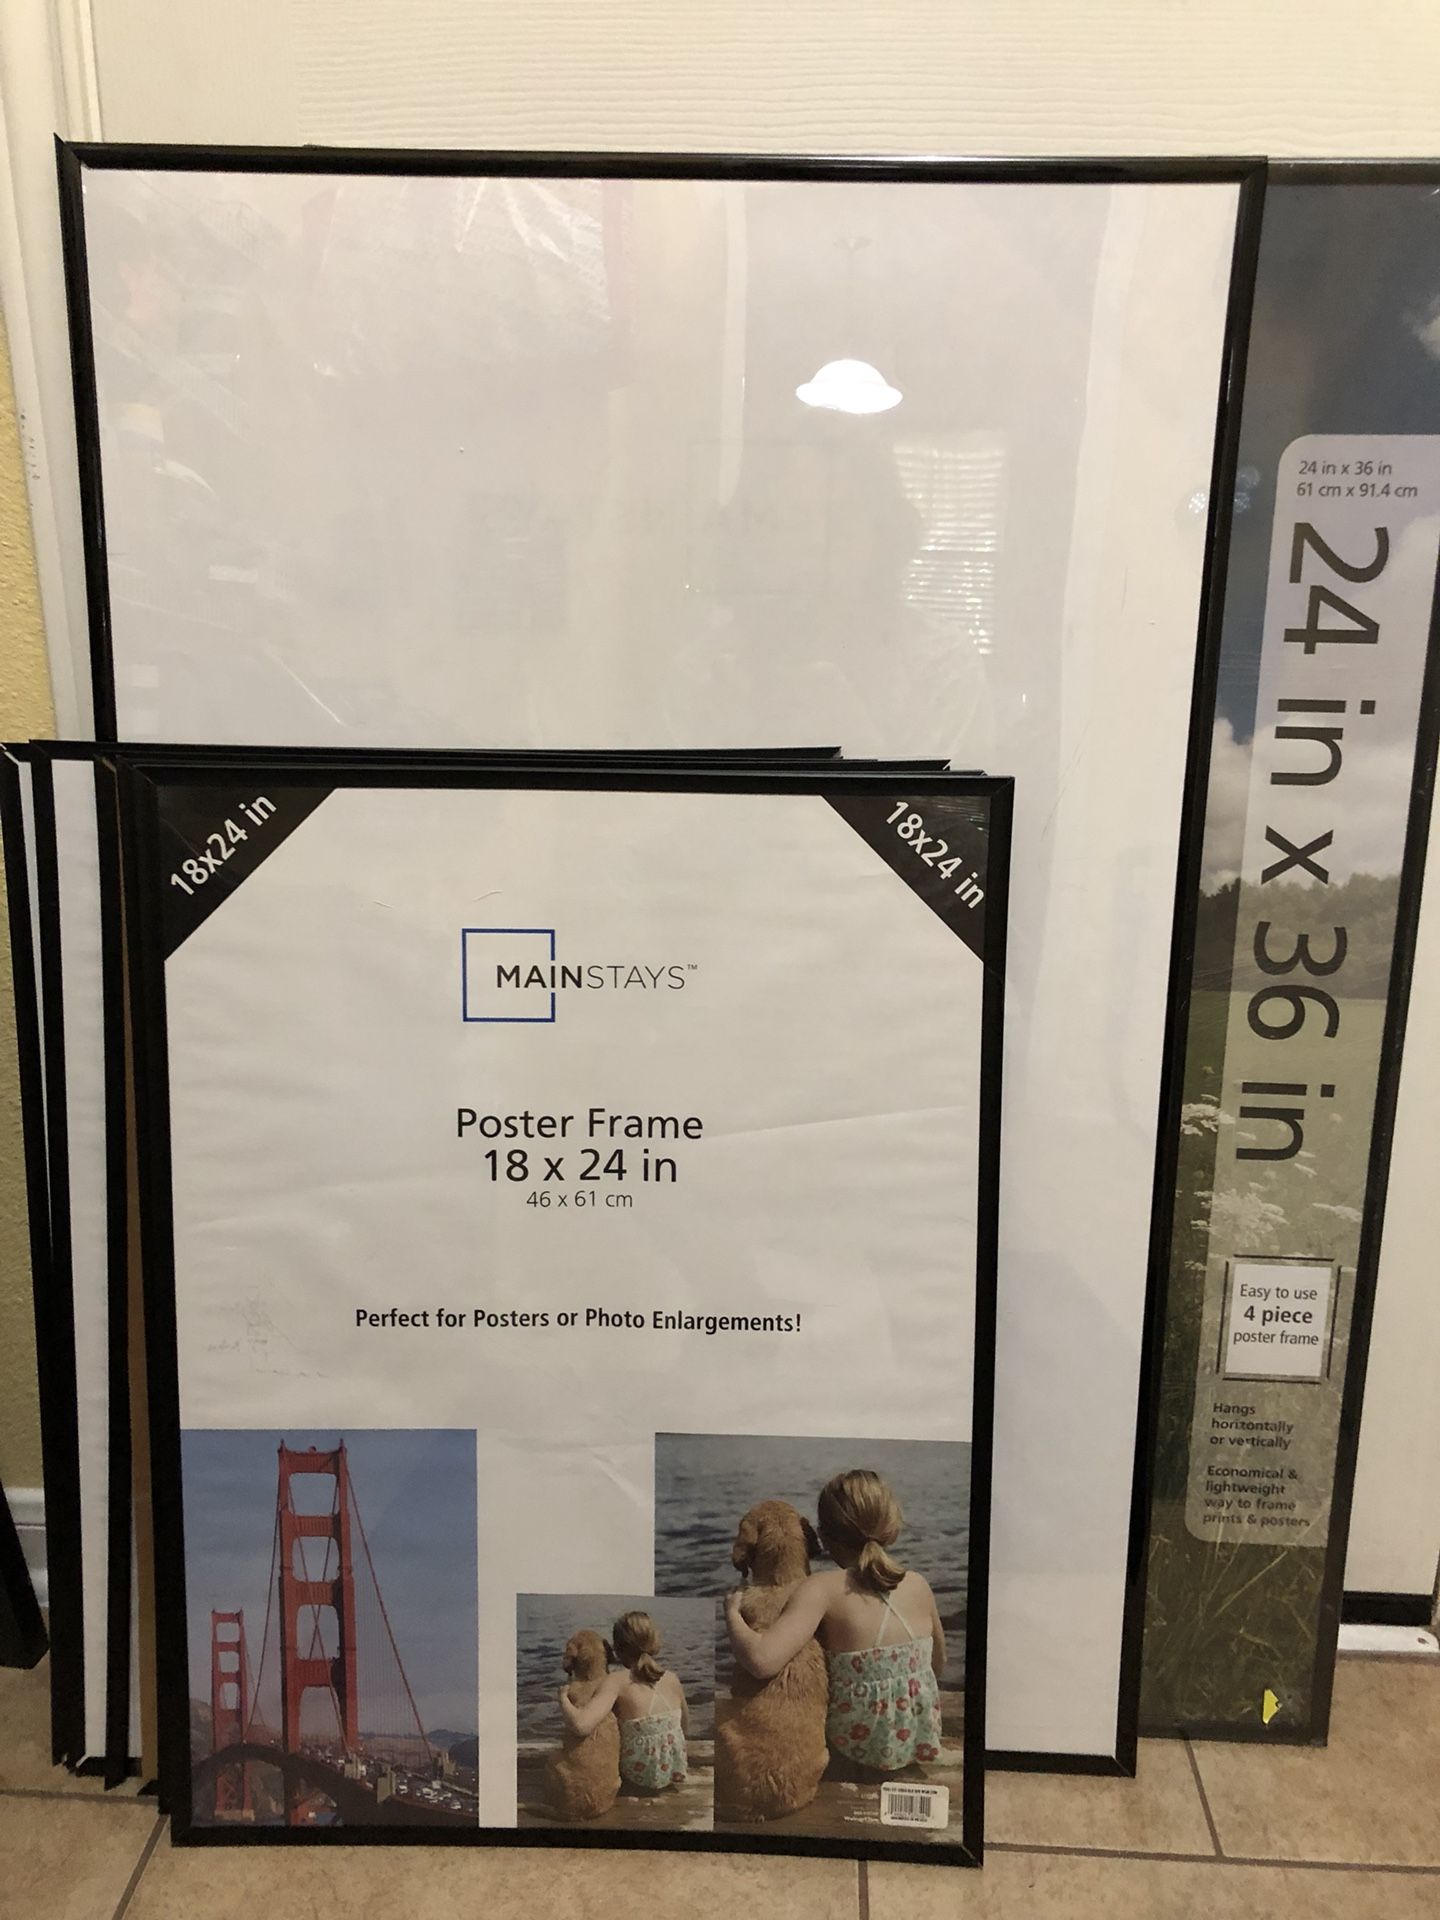 18x24 in
18x24 in
MAINSTAYS™
Poster Frame
18 x 24 in
46 x 61 cm
Perfect for Posters or Photo Enlargements!
24 in x 36 in
61 cm x 91.4 cm
24 in x 36 in
Easy to use
4 piece
poster frame
Hangs
horizontally
or vertically
Economical &
lightweight
way to frame
prints & posters